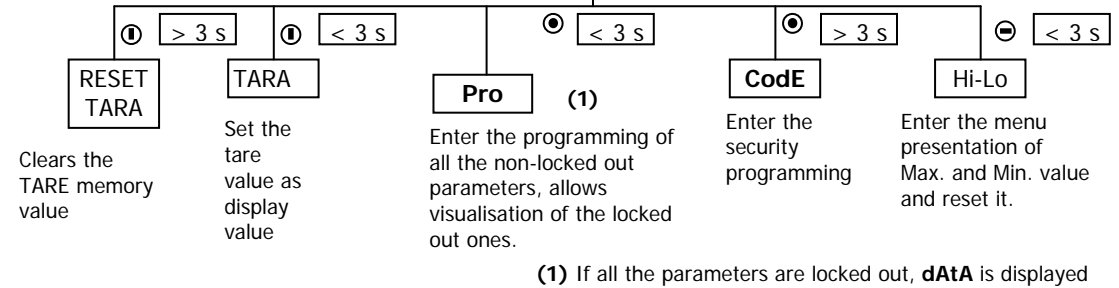 > 3 s
< 3 s
< 3 s
> 3 s
< 3 s
RESET
TARA
Clears the
TARE memory
value
TARA
Set the
tare
value as
display
value
Pro
(1)
Enter the programming of
all the non-locked out
parameters, allows
visualisation of the locked
out ones.
CodE
Enter the
security
programming
Hi-Lo
Enter the menu
presentation of
Max. and Min. value
and reset it.
(1) If all the parameters are locked out, dAtA is displayed